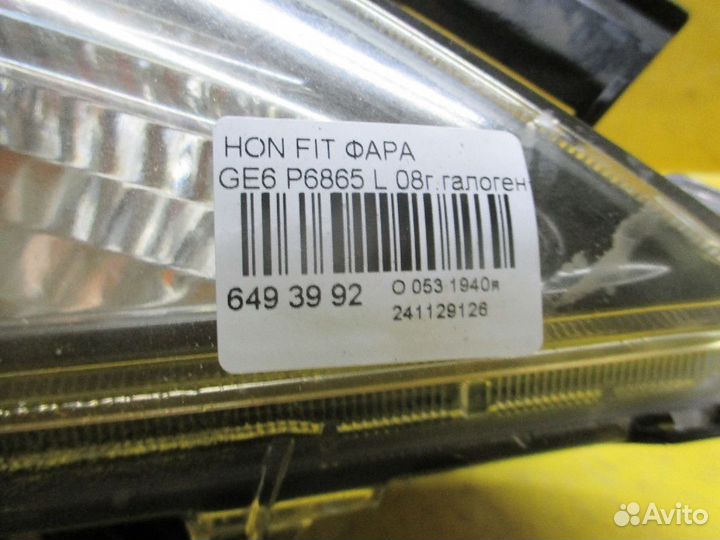 HON FIT ФАРА
GE6 P6865 L 08г.галоген
649 39 92
О 053 1940я
241129126
Avito